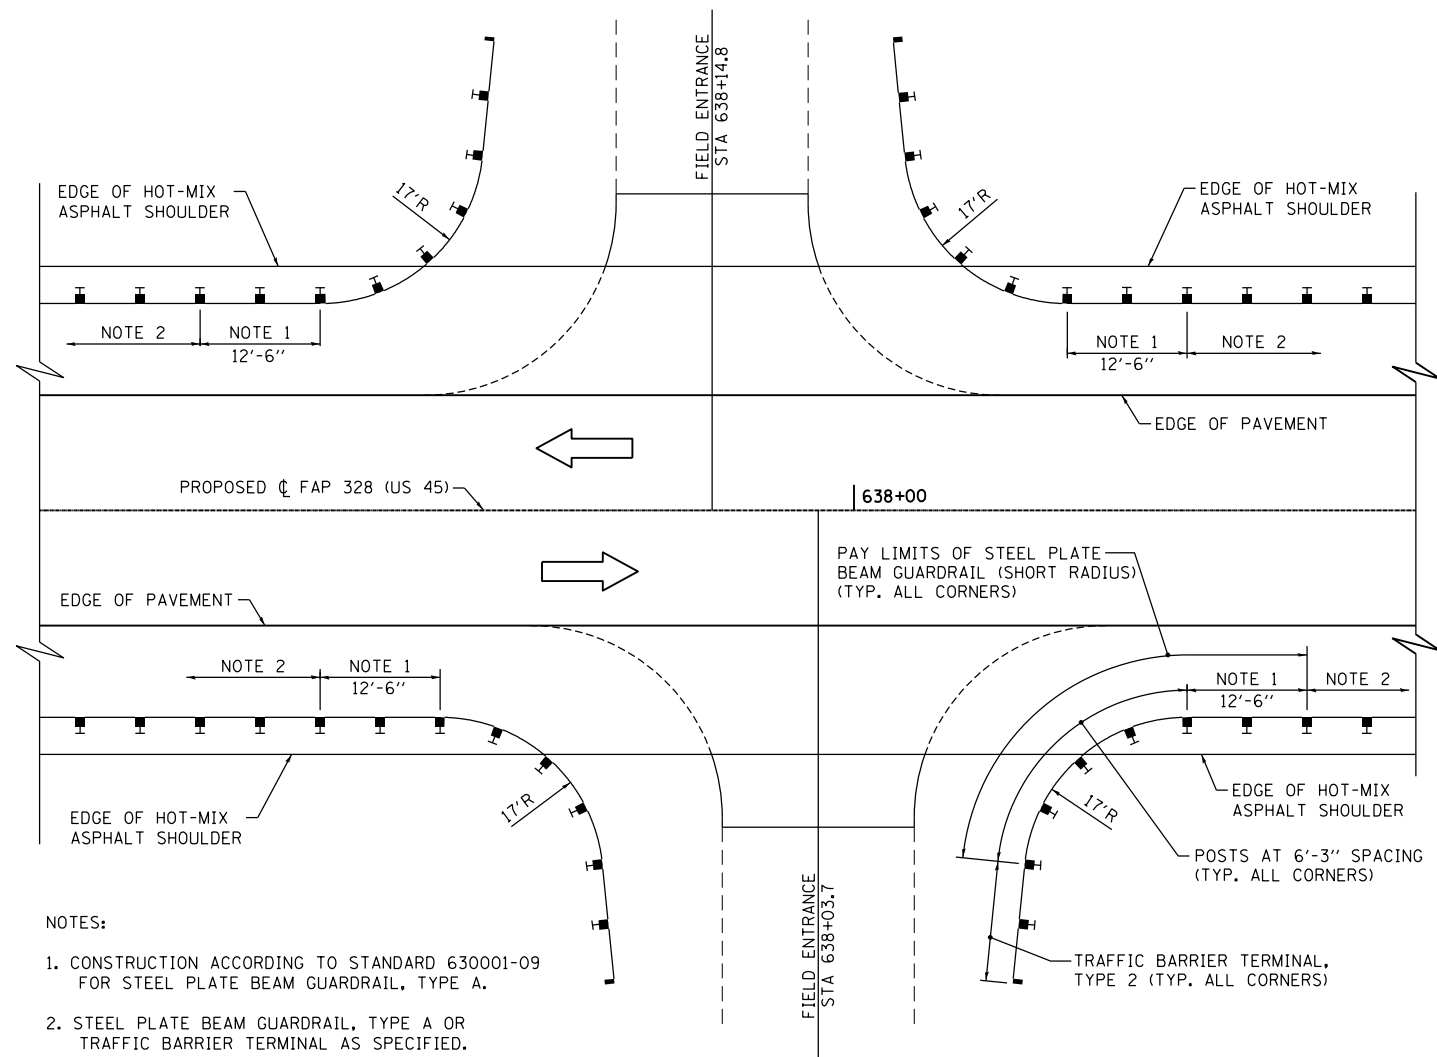 FIELD ENTRANCE
STA 638+14.8
EDGE OF HOT-MIX
ASPHALT SHOULDER
17'R
17'R
EDGE OF HOT-MIX
ASPHALT SHOULDER
NOTE 2
NOTE 1
12'-6''
NOTE 1
12'-6''
NOTE 2
EDGE OF PAVEMENT
PROPOSED ℄ FAP 328 (US 45)
638+00
PAY LIMITS OF STEEL PLATE
BEAM GUARDRAIL (SHORT RADIUS)
(TYP. ALL CORNERS)
EDGE OF PAVEMENT
NOTE 2
NOTE 1
12'-6''
NOTE 1
12'-6''
NOTE 2
EDGE OF HOT-MIX
ASPHALT SHOULDER
17'R
17'R
EDGE OF HOT-MIX
ASPHALT SHOULDER
POSTS AT 6'-3'' SPACING
(TYP. ALL CORNERS)
FIELD ENTRANCE
STA 638+03.7
TRAFFIC BARRIER TERMINAL,
TYPE 2 (TYP. ALL CORNERS)
NOTES:
1. CONSTRUCTION ACCORDING TO STANDARD 630001-09
FOR STEEL PLATE BEAM GUARDRAIL, TYPE A.
2. STEEL PLATE BEAM GUARDRAIL, TYPE A OR
TRAFFIC BARRIER TERMINAL AS SPECIFIED.